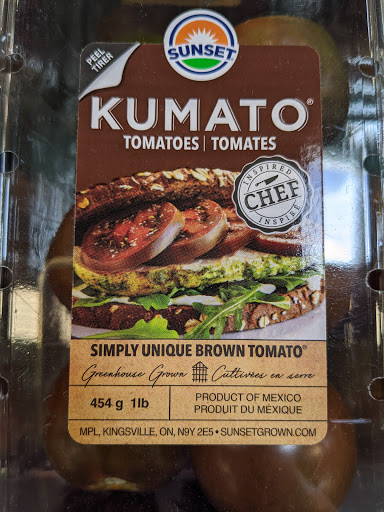 SUNSET
PEEL
TIRER
KUMATO®
TOMATOES | TOMATES
INSPIRED
CHEF
INSPIRÉ
SIMPLY UNIQUE BROWN TOMATO®
Greenhouse Grown Cultivées en serre
454 g 1lb
PRODUCT OF MEXICO
PRODUIT DU MÉXIQUE
MPL, KINGSVILLE, ON, N9Y 2E5 • SUNSETGROWN.COM